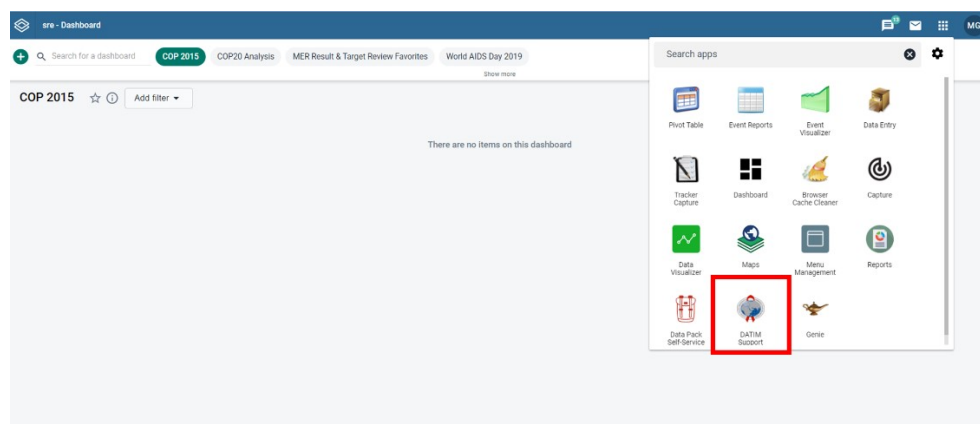 sre - Dashboard
MG
Search for a dashboard
COP 2015
COP20 Analysis
MER Result & Target Review Favorites
World AIDS Day 2019
Show more
Search apps
COP 2015
Add filter
There are no items on this dashboard
Pivot Table
Event Reports
Event
Visualizer
Data Entry
Tracker
Capture
Dashboard
Browser
Cache Cleaner
Capture
Data
Visualizer
Maps
Menu
Management
Reports
Data Pack
Self-Service
DATIM
Support
Genie